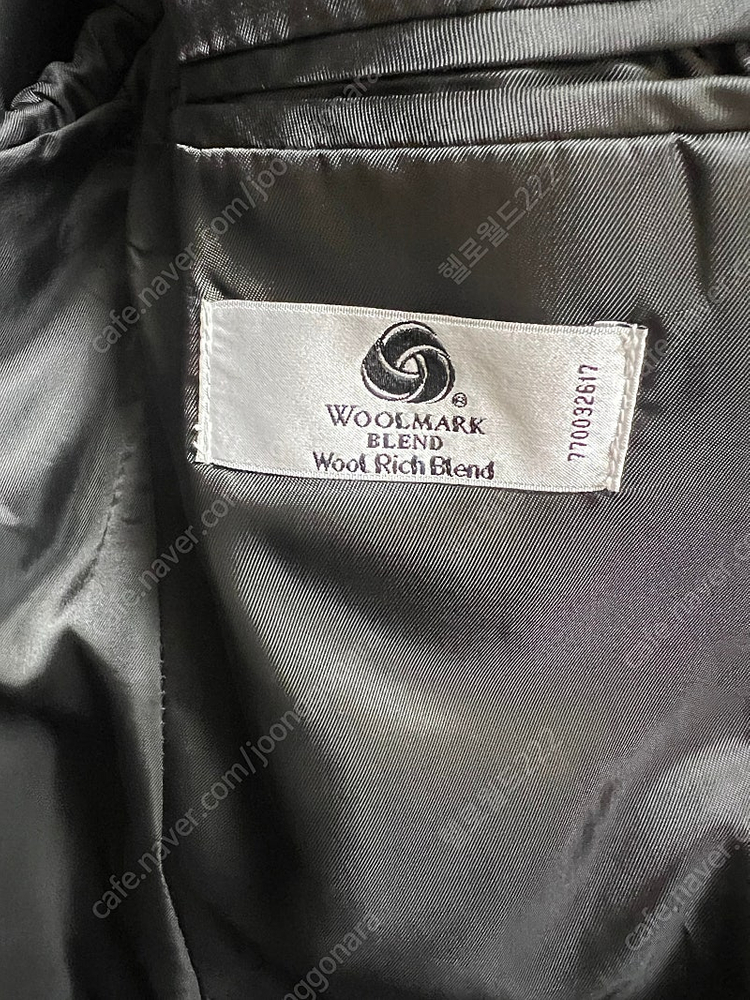 WOOLMARK
BLEND
Wool Rich Blend
770032617
헬로월드222
헬로월드222
cafe.naver.com/joonggonara
cafe.naver.com/joonggonara
cafe.naver.com/joonggonara